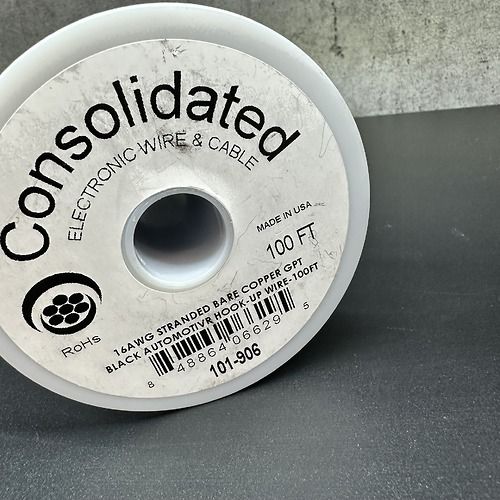 Consolidated
ELECTRONIC WIRE & CABLE
MADE IN USA
100 FT
RoHs
16AWG STRANDED BARE COPPER GPT
BLACK AUTOMOTIVR HOOK-UP WIRE-100FT
8 48864 06629 5
101-906